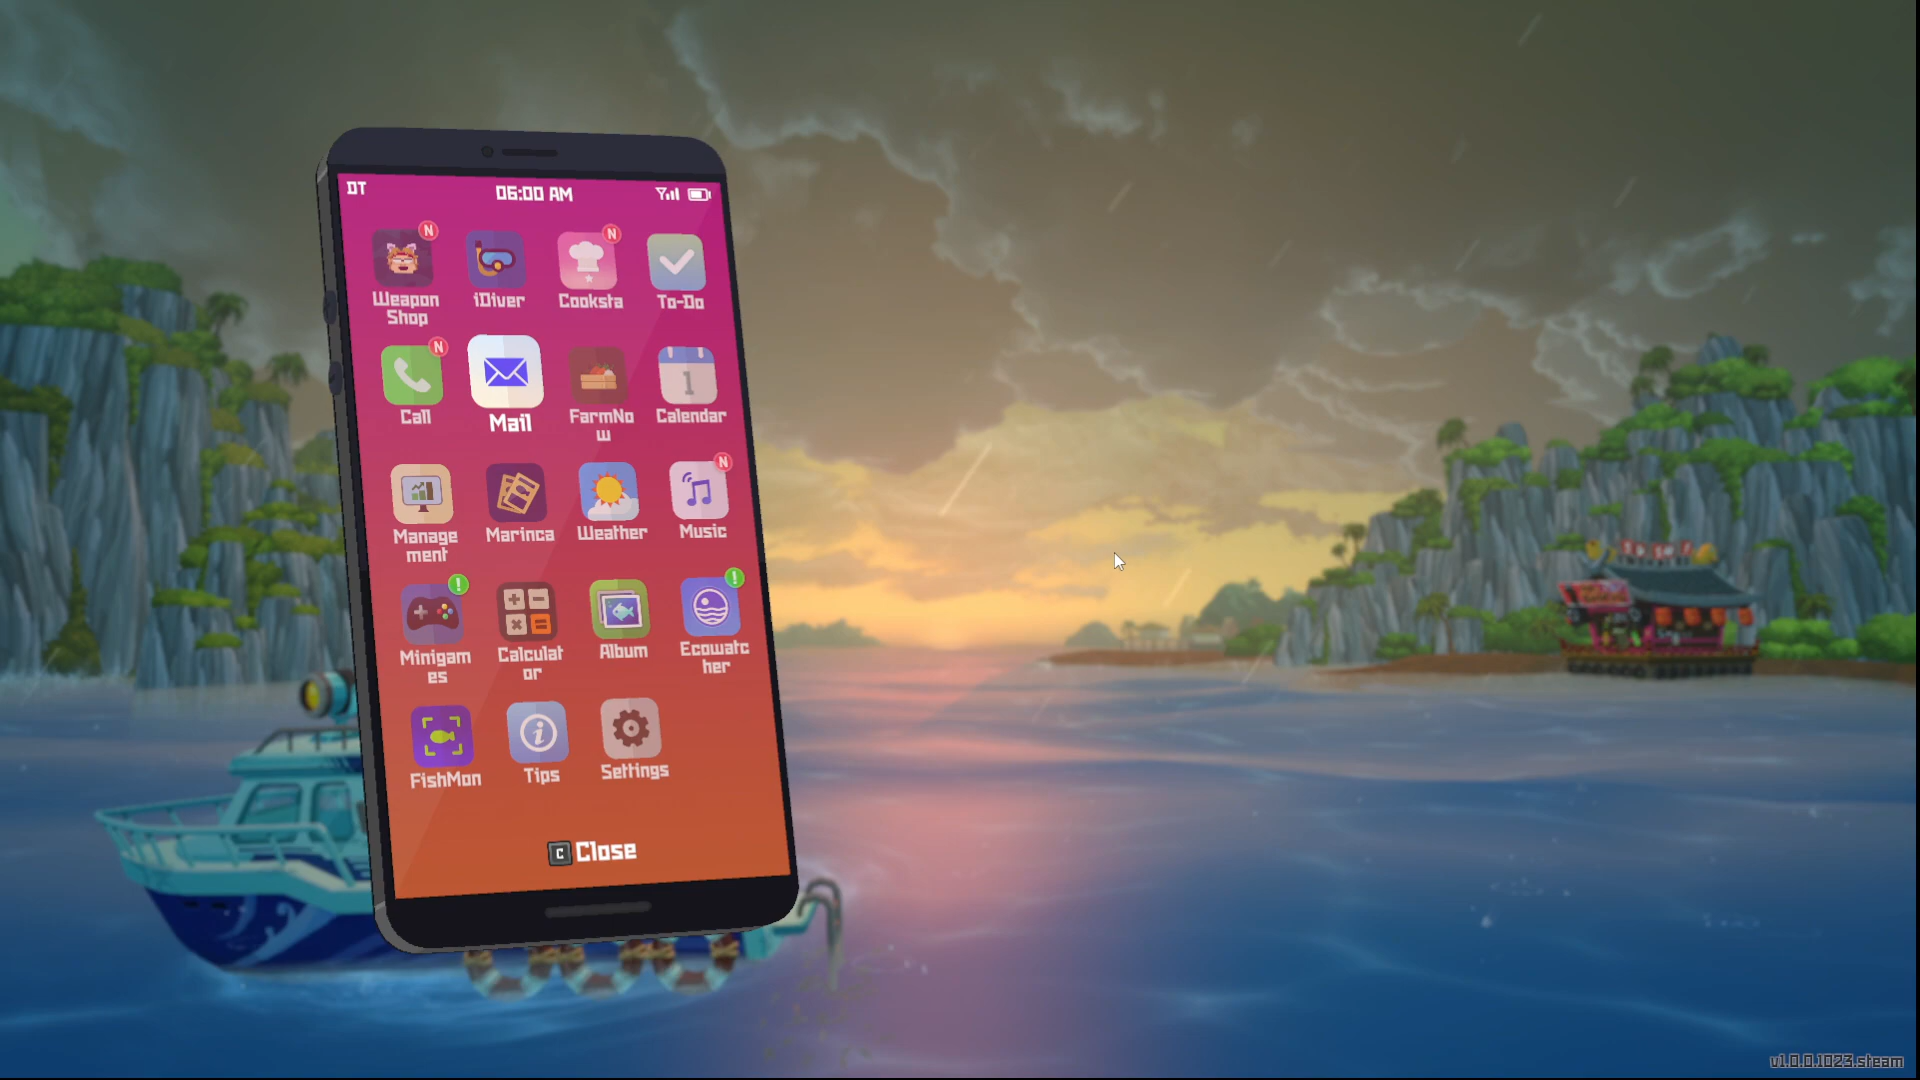 DT
06:00 AM
N
N
Weapon
Shop
iDiver
Cooksta
To-Do
N
Call
Mail
FarmNo
w
1
Calendar
N
Manage
ment
Marinca
Weather
Music
!
!
Minigam
es
Calculat
or
Album
Ecowatc
her
FishMon
i
Tips
Settings
C Close
v1.0.0.1023.steam